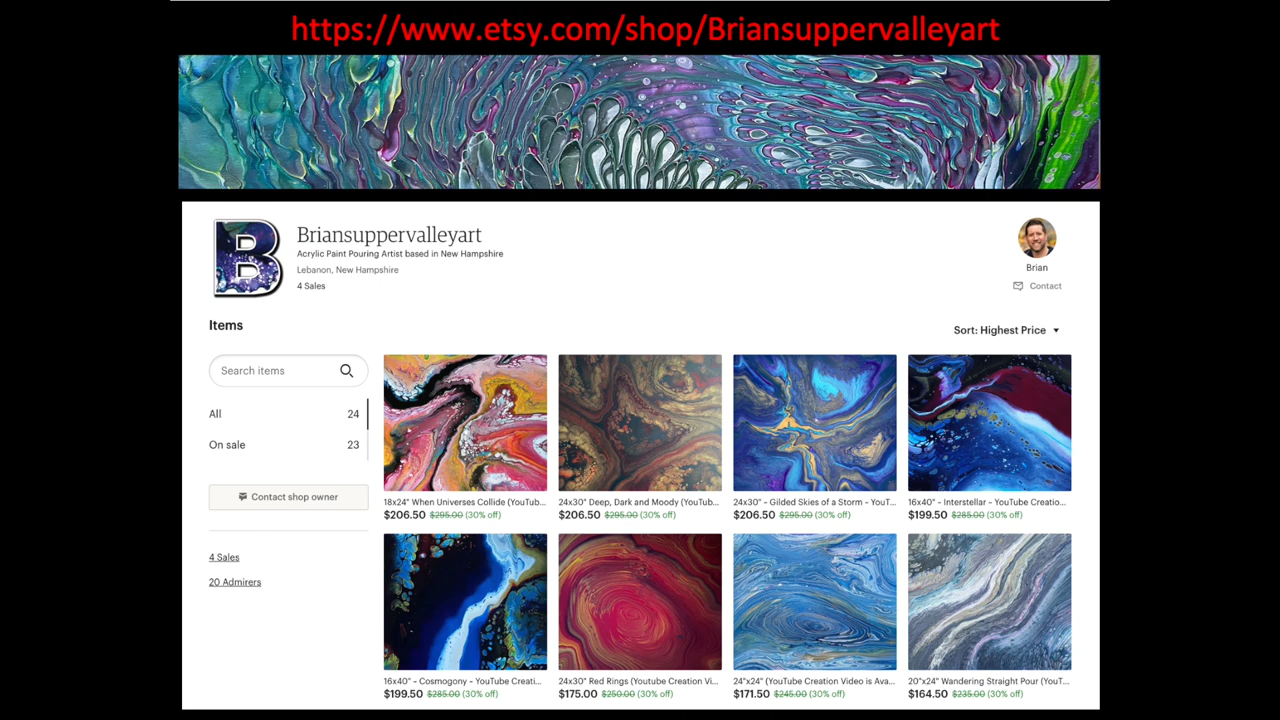 https://www.etsy.com/shop/Briansuppervalleyart
B
Briansuppervalleyart
Acrylic Paint Pouring Artist based in New Hampshire
Lebanon, New Hampshire
4 Sales
Brian
Contact
Items
Sort: Highest Price
Search items
All 24
On sale 23
Contact shop owner
4 Sales
20 Admirers
18x24" When Universes Collide (YouTub...
$206.50 $295.00 (30% off)
24x30" Deep, Dark and Moody (YouTub...
$206.50 $295.00 (30% off)
24x30" - Gilded Skies of a Storm - YouT...
$206.50 $295.00 (30% off)
16x40" - Interstellar - YouTube Creatio...
$199.50 $285.00 (30% off)
16x40" - Cosmogony - YouTube Creati...
$199.50 $285.00 (30% off)
24x30" Red Rings (Youtube Creation Vi...
$175.00 $250.00 (30% off)
24"x24" (YouTube Creation Video is Ava...
$171.50 $245.00 (30% off)
20"x24" Wandering Straight Pour (YouT...
$164.50 $235.00 (30% off)